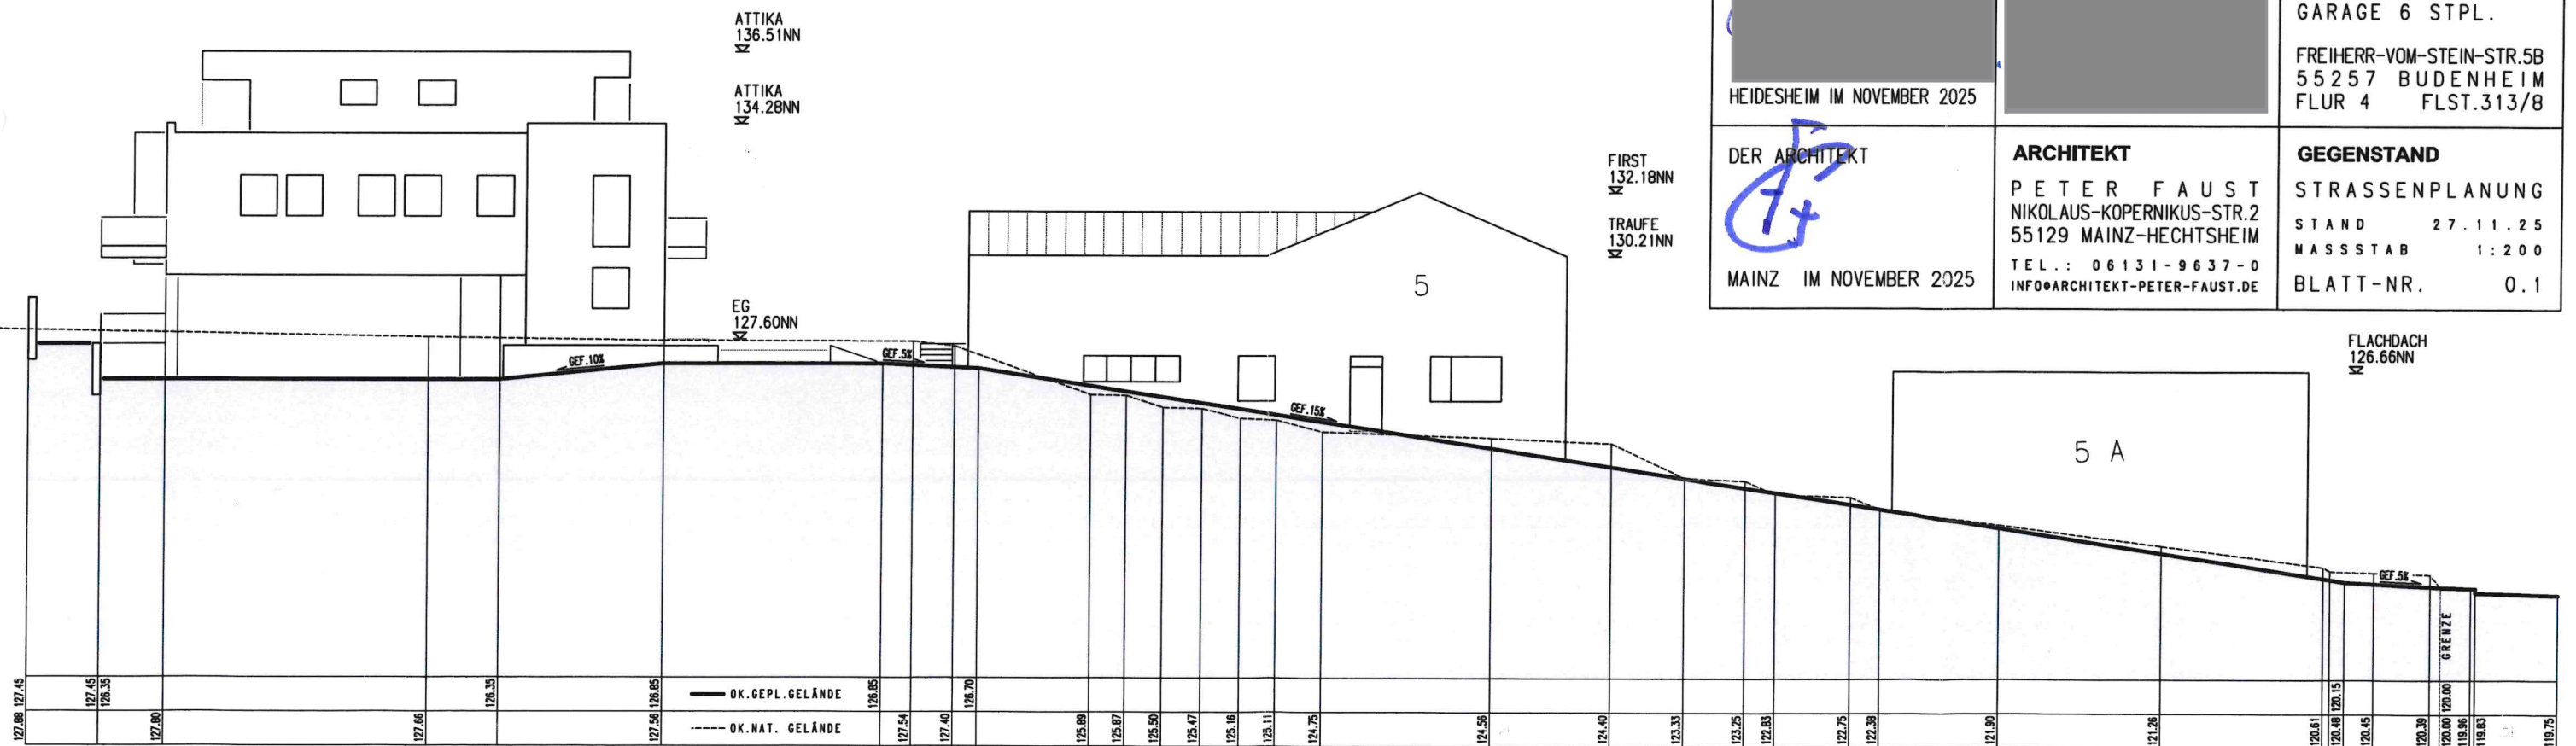 ATTIKA
136.51NN
ATTIKA
134.28NN
EG
127.60NN
FIRST
132.18NN
TRAUFE
130.21NN
FLACHDACH
126.66NN
5
5 A
GEF.10%
GEF.5%
GEF.15%
GEF.5%
GRENZE
HEIDESHEIM IM NOVEMBER 2025
GARAGE 6 STPL.
FREIHERR-VOM-STEIN-STR.5B
55257 BUDENHEIM
FLUR 4 FLST.313/8
DER ARCHITEKT
MAINZ IM NOVEMBER 2025
ARCHITEKT
PETER FAUST
NIKOLAUS-KOPERNIKUS-STR.2
55129 MAINZ-HECHTSHEIM
TEL.: 06131-9637-0
INFO@ARCHITEKT-PETER-FAUST.DE
GEGENSTAND
STRASSENPLANUNG
STAND 27.11.25
MASSSTAB 1:200
BLATT-NR. 0.1
127.45 127.45 126.35 126.35 126.85 OK.GEPL.GELÄNDE 126.85 126.70 120.15 120.00
127.88 127.80 127.66 127.56 OK.NAT. GELÄNDE 127.54 127.40 125.89 125.87 125.50 125.47 125.16 125.11 124.75 124.56 124.40 123.33 123.25 122.83 122.75 122.38 121.90 121.26 120.61 120.48 120.45 120.39 120.00 119.96 119.83 119.75